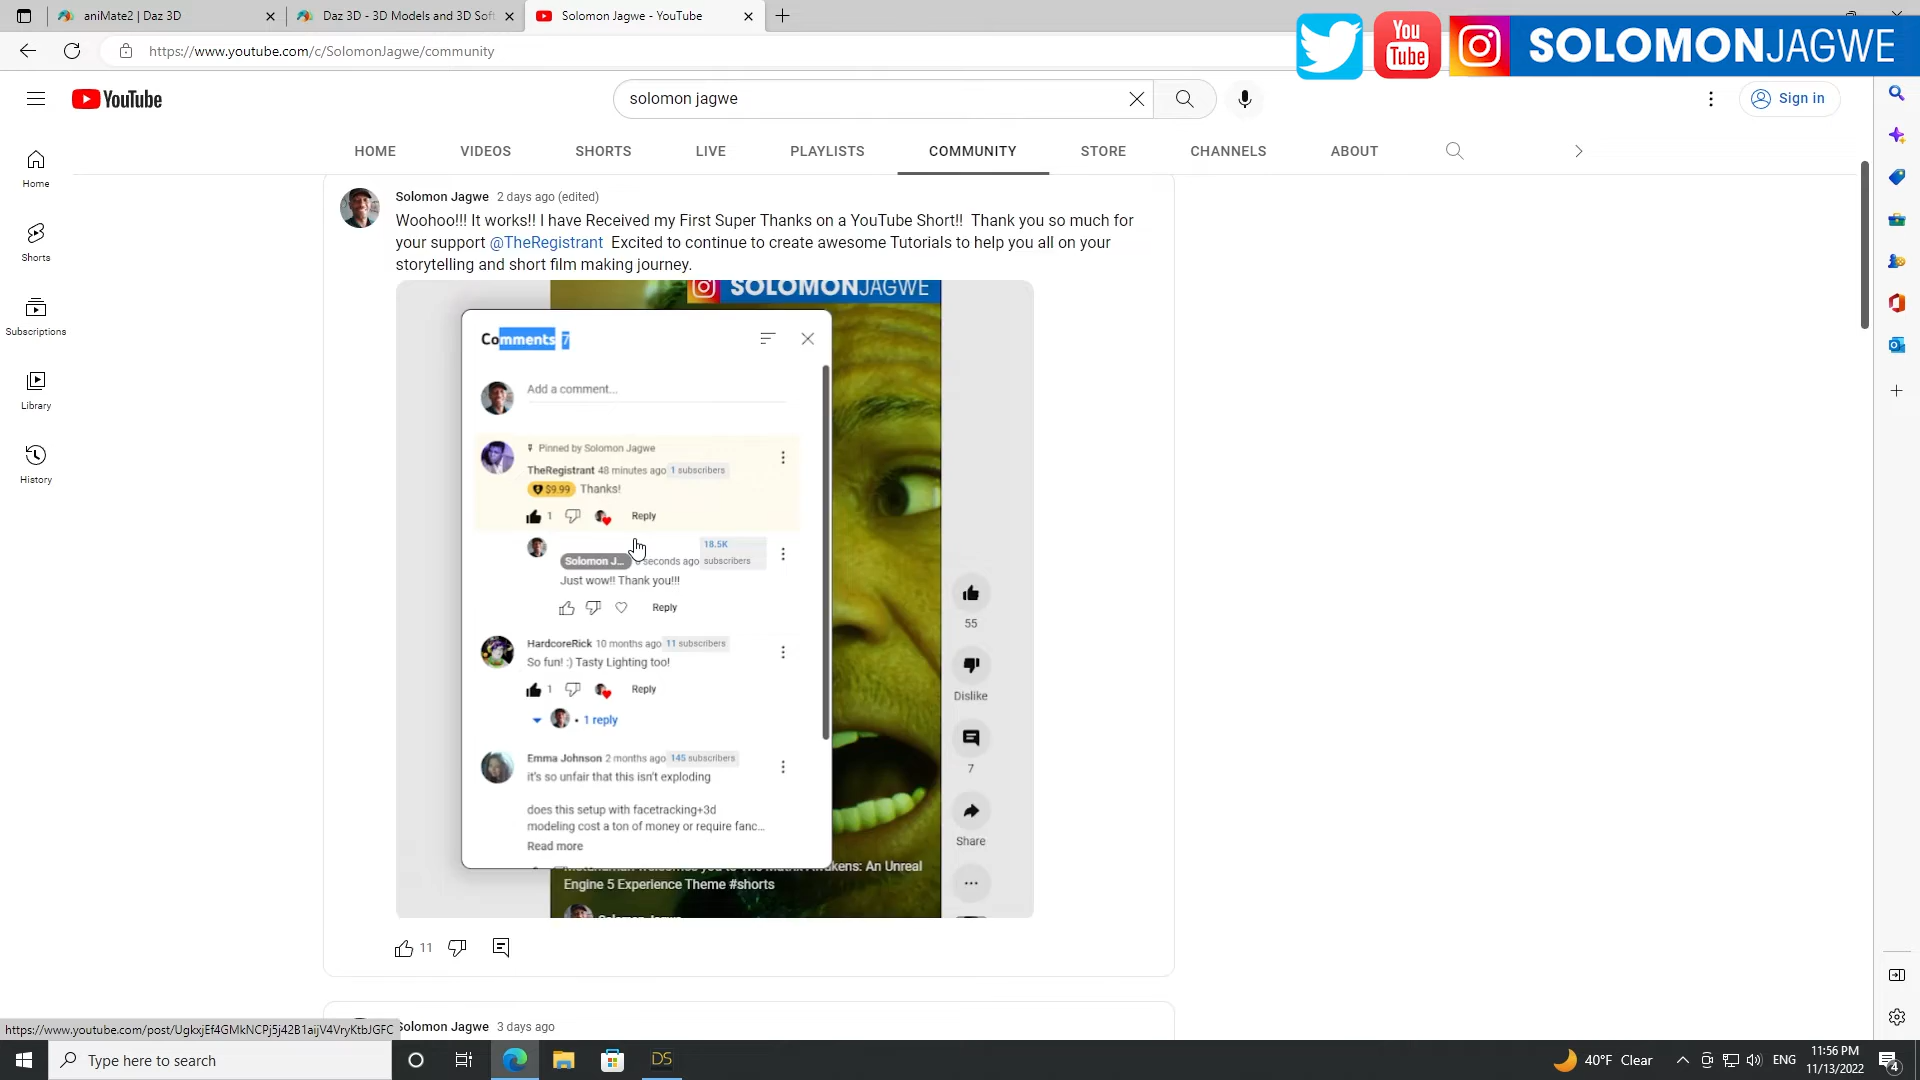 aniMate2 | Daz 3D
Daz 3D - 3D Models and 3D Soft
Solomon Jagwe - YouTube
https://www.youtube.com/c/SolomonJagwe/community
You
Tube
SOLOMONJAGWE
YouTube
solomon jagwe
Sign in
HOME
VIDEOS
SHORTS
LIVE
PLAYLISTS
COMMUNITY
STORE
CHANNELS
ABOUT
Home
Shorts
Subscriptions
Library
History
Solomon Jagwe 2 days ago (edited)
Woohoo!!! It works!! I have Received my First Super Thanks on a YouTube Short!! Thank you so much for
your support @TheRegistrant Excited to continue to create awesome Tutorials to help you all on your
storytelling and short film making journey.
SOLOMONJAGWE
Comments 7
Add a comment...
Pinned by Solomon Jagwe
TheRegistrant 48 minutes ago 1 subscribers
$9.99 Thanks!
1 Reply
Solomon J... seconds ago 18.5K
subscribers
Just wow!! Thank you!!!
Reply
HardcoreRick 10 months ago 11 subscribers
So fun! :) Tasty Lighting too!
1 Reply
• 1 reply
Emma Johnson 2 months ago 145 subscribers
it's so unfair that this isn't exploding
does this setup with facetracking+3d
modeling cost a ton of money or require fanc...
Read more
55
Dislike
7
Share
kens: An Unreal
Engine 5 Experience Theme #shorts
11
Solomon Jagwe 3 days ago
https://www.youtube.com/post/UgkxjEf4GMkNCPj5j42B1aijV4VryKtbJGFC
Type here to search
DS
40°F Clear
ENG
11:56 PM
11/13/2022
4